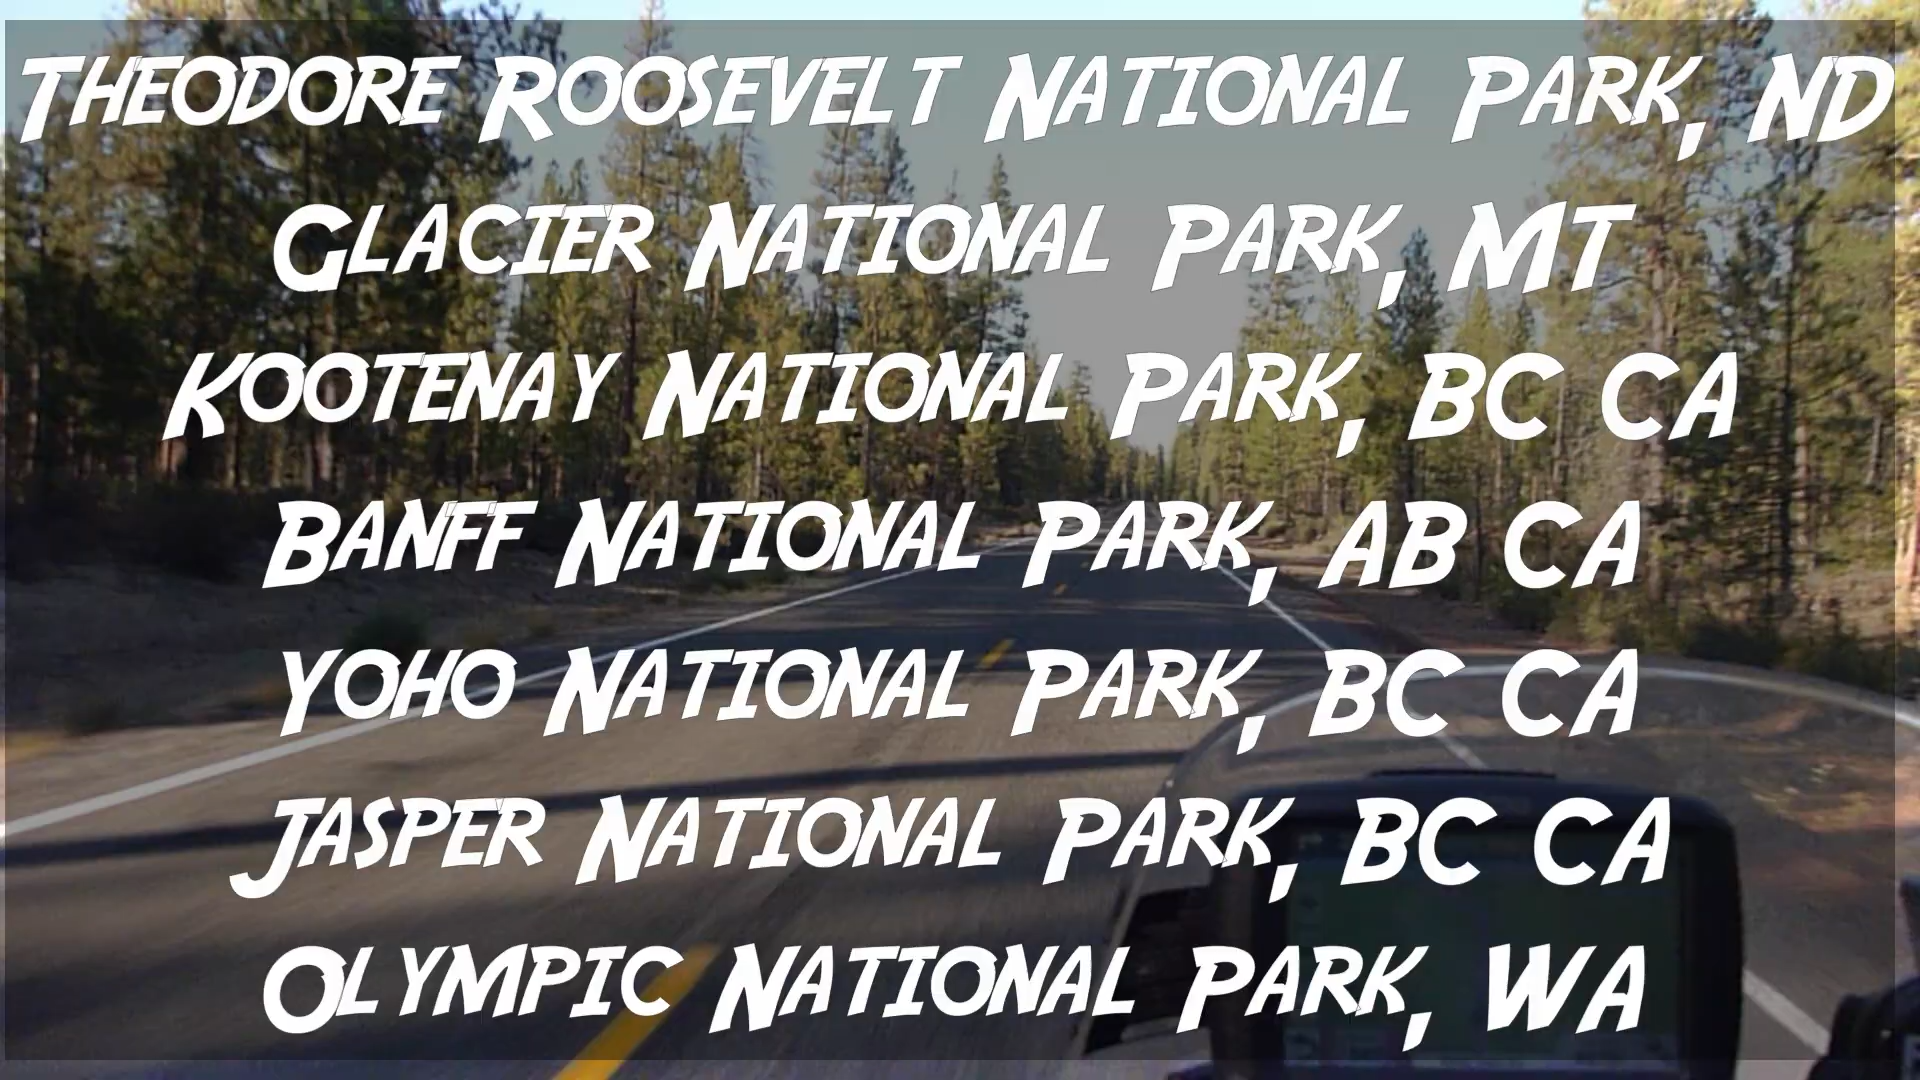 Theodore Roosevelt National Park, ND
Glacier National Park, MT
Kootenay National Park, BC CA
Banff National Park, AB CA
Yoho National Park, BC CA
Jasper National Park, BC CA
Olympic National Park, WA